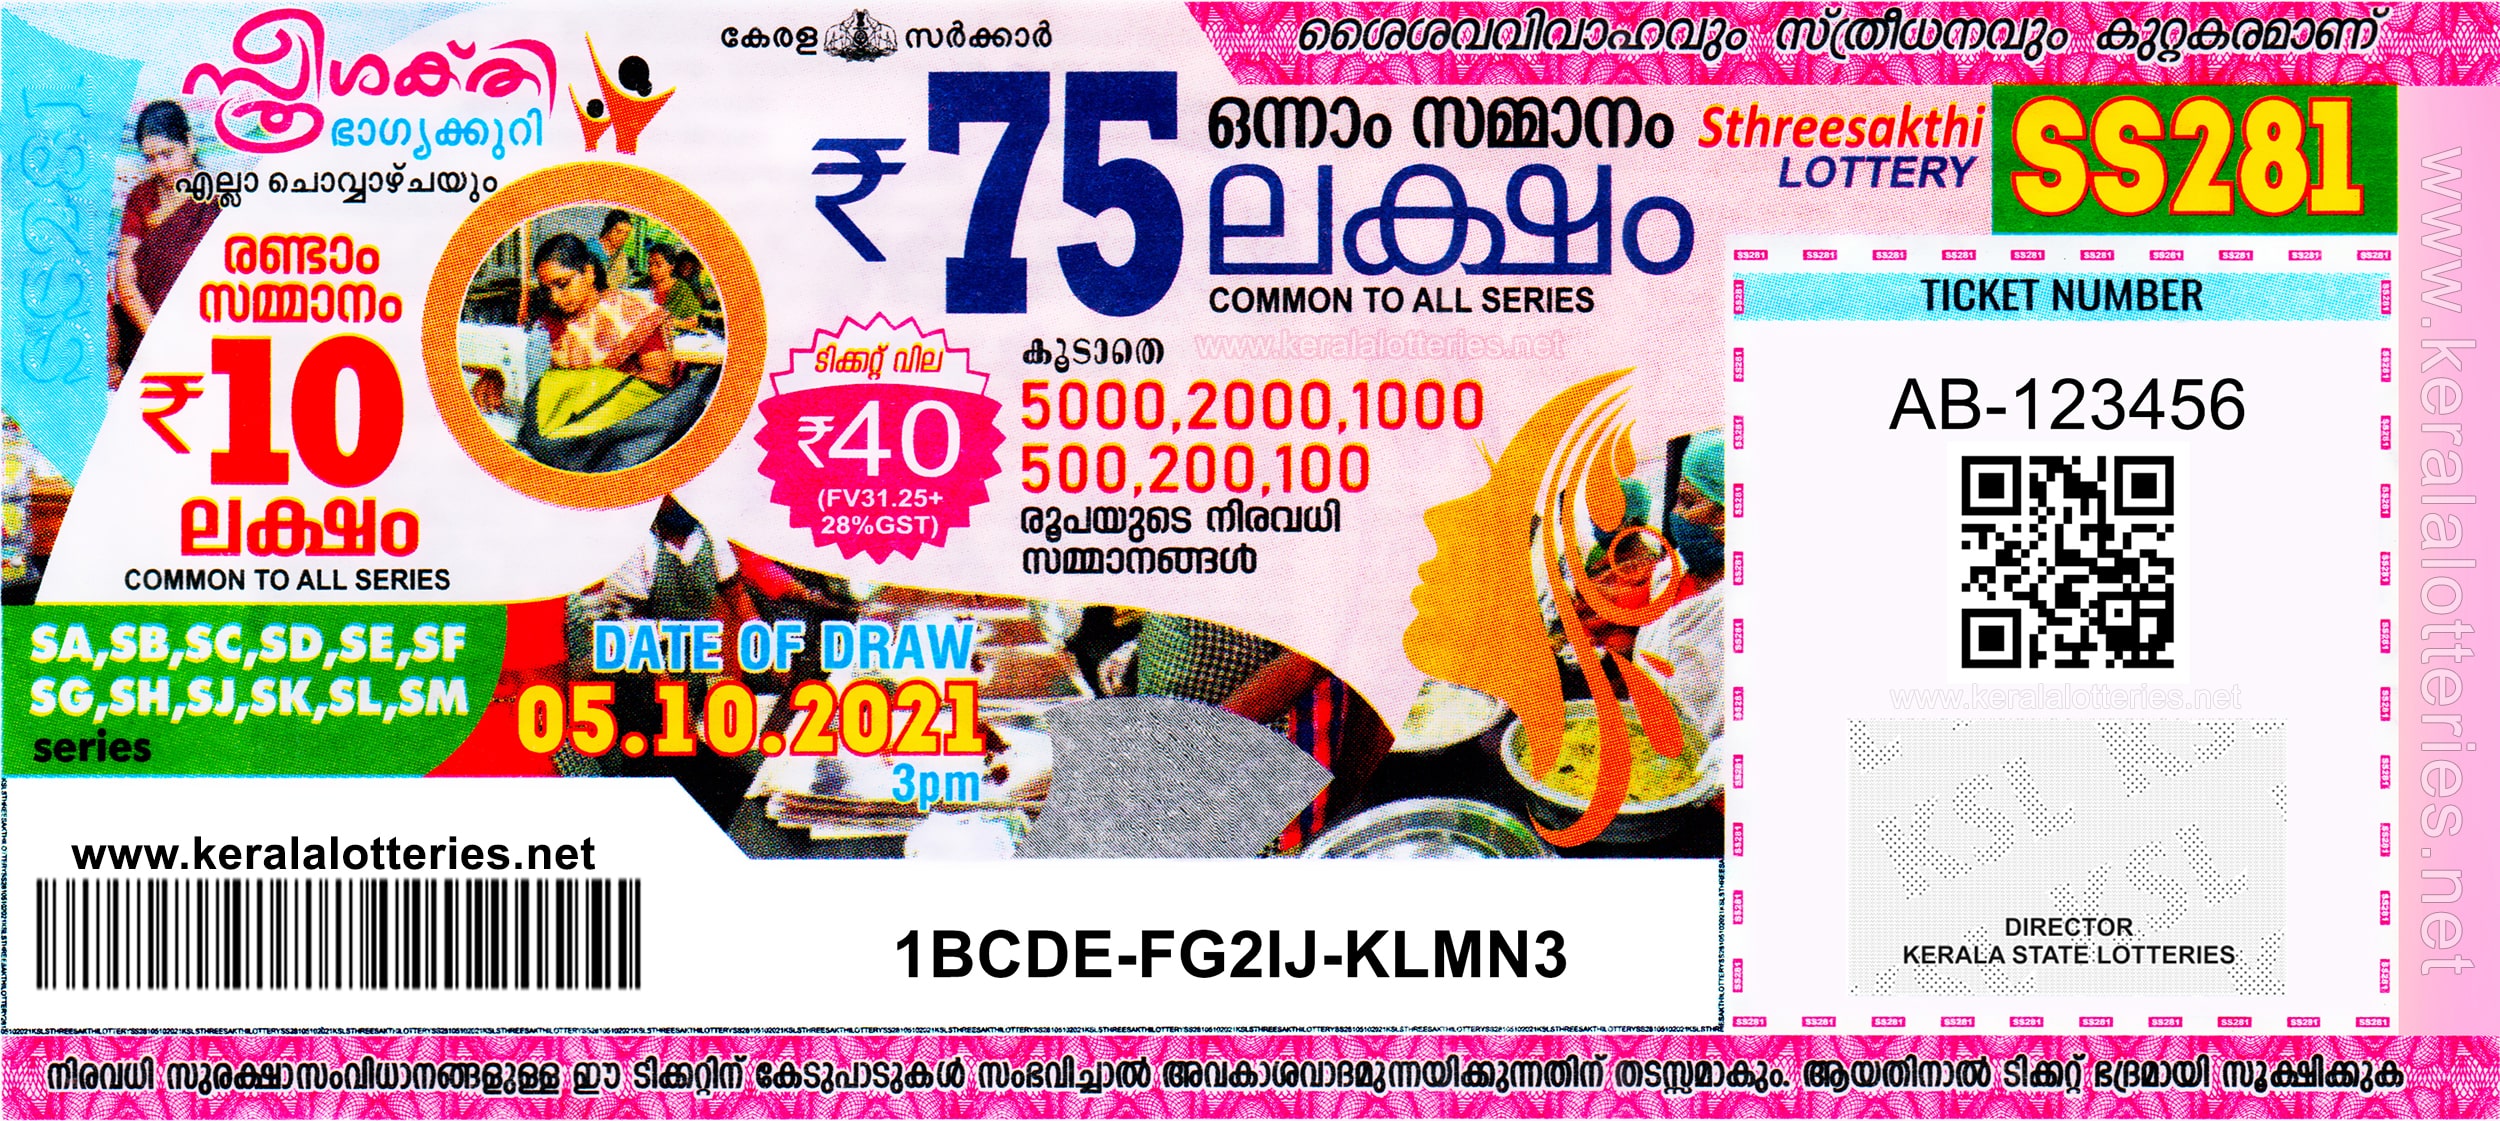 കേരള സർക്കാർ
ശൈശവവിവാഹവും സ്ത്രീധനവും കുറ്റകരമാണ്
സ്ത്രീശക്തി
ഭാഗ്യക്കുറി
എല്ലാ ചൊവ്വാഴ്ചയും
SS281
രണ്ടാം
സമ്മാനം
₹10
ലക്ഷം
COMMON TO ALL SERIES
SA,SB,SC,SD,SE,SF
SG,SH,SJ,SK,SL,SM
series
₹75
ഒന്നാം സമ്മാനം
ലക്ഷം
COMMON TO ALL SERIES
www.keralalotteries.net
ടിക്കറ്റ് വില
₹40
(FV31.25+
28%GST)
കൂടാതെ
5000,2000,1000
500,200,100
രൂപയുടെ നിരവധി
സമ്മാനങ്ങൾ
DATE OF DRAW
05.10.2021
3pm
Sthreesakthi
LOTTERY
SS281
TICKET NUMBER
AB-123456
www.keralalotteries.net
KSL
KSL
DIRECTOR
KERALA STATE LOTTERIES
www.keralalotteries.net
www.keralalotteries.net
1BCDE-FG2IJ-KLMN3
നിരവധി സുരക്ഷാസംവിധാനങ്ങളുള്ള ഈ ടിക്കറ്റിന് കേടുപാടുകൾ സംഭവിച്ചാൽ അവകാശവാദമുന്നയിക്കുന്നതിന് തടസ്സമാകും. ആയതിനാൽ ടിക്കറ്റ് ഭദ്രമായി സൂക്ഷിക്കുക